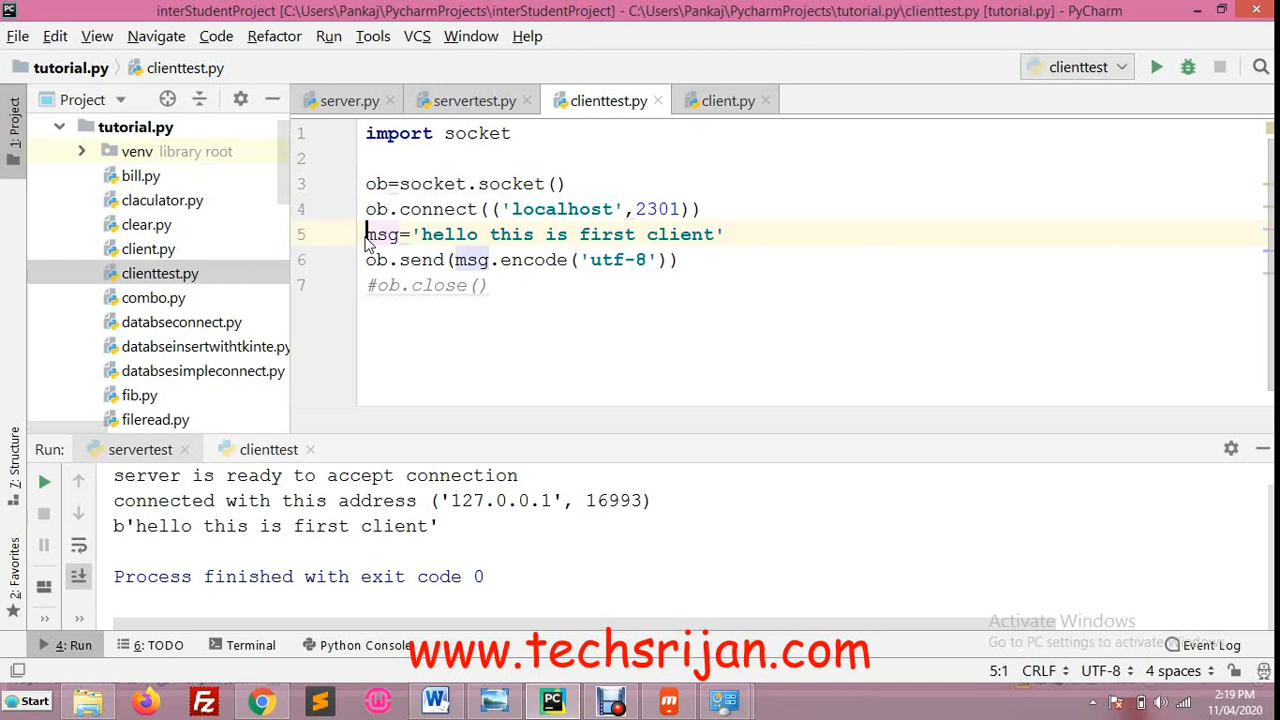 interStudentProject [C:\Users\Pankaj\PycharmProjects\interStudentProject] - C:\Users\Pankaj\PycharmProjects\tutorial.py\clienttest.py [tutorial.py] - PyCharm
File Edit View Navigate Code Refactor Run Tools VCS Window Help
tutorial.py clienttest.py clienttest
1: Project
Project
server.py servertest.py clienttest.py client.py
tutorial.py
venv library root
bill.py
claculator.py
clear.py
client.py
clienttest.py
combo.py
databseconnect.py
databseinsertwithtkinte
databsesimpleconnect.py
fib.py
fileread.py
1 import socket
2
3 ob=socket.socket()
4 ob.connect(('localhost',2301))
5 msg='hello this is first client'
6 ob.send(msg.encode('utf-8'))
7 #ob.close()
Z: Structure
2: Favorites
Run: servertest clienttest
server is ready to accept connection
connected with this address ('127.0.0.1', 16993)
b'hello this is first client'
Process finished with exit code 0
Activate Windows
Go to PC settings to activate Windows.
4: Run 6: TODO Terminal Python Console Event Log
www.techsrijan.com
5:1 CRLF UTF-8 4 spaces
Start
2:19 PM
11/04/2020